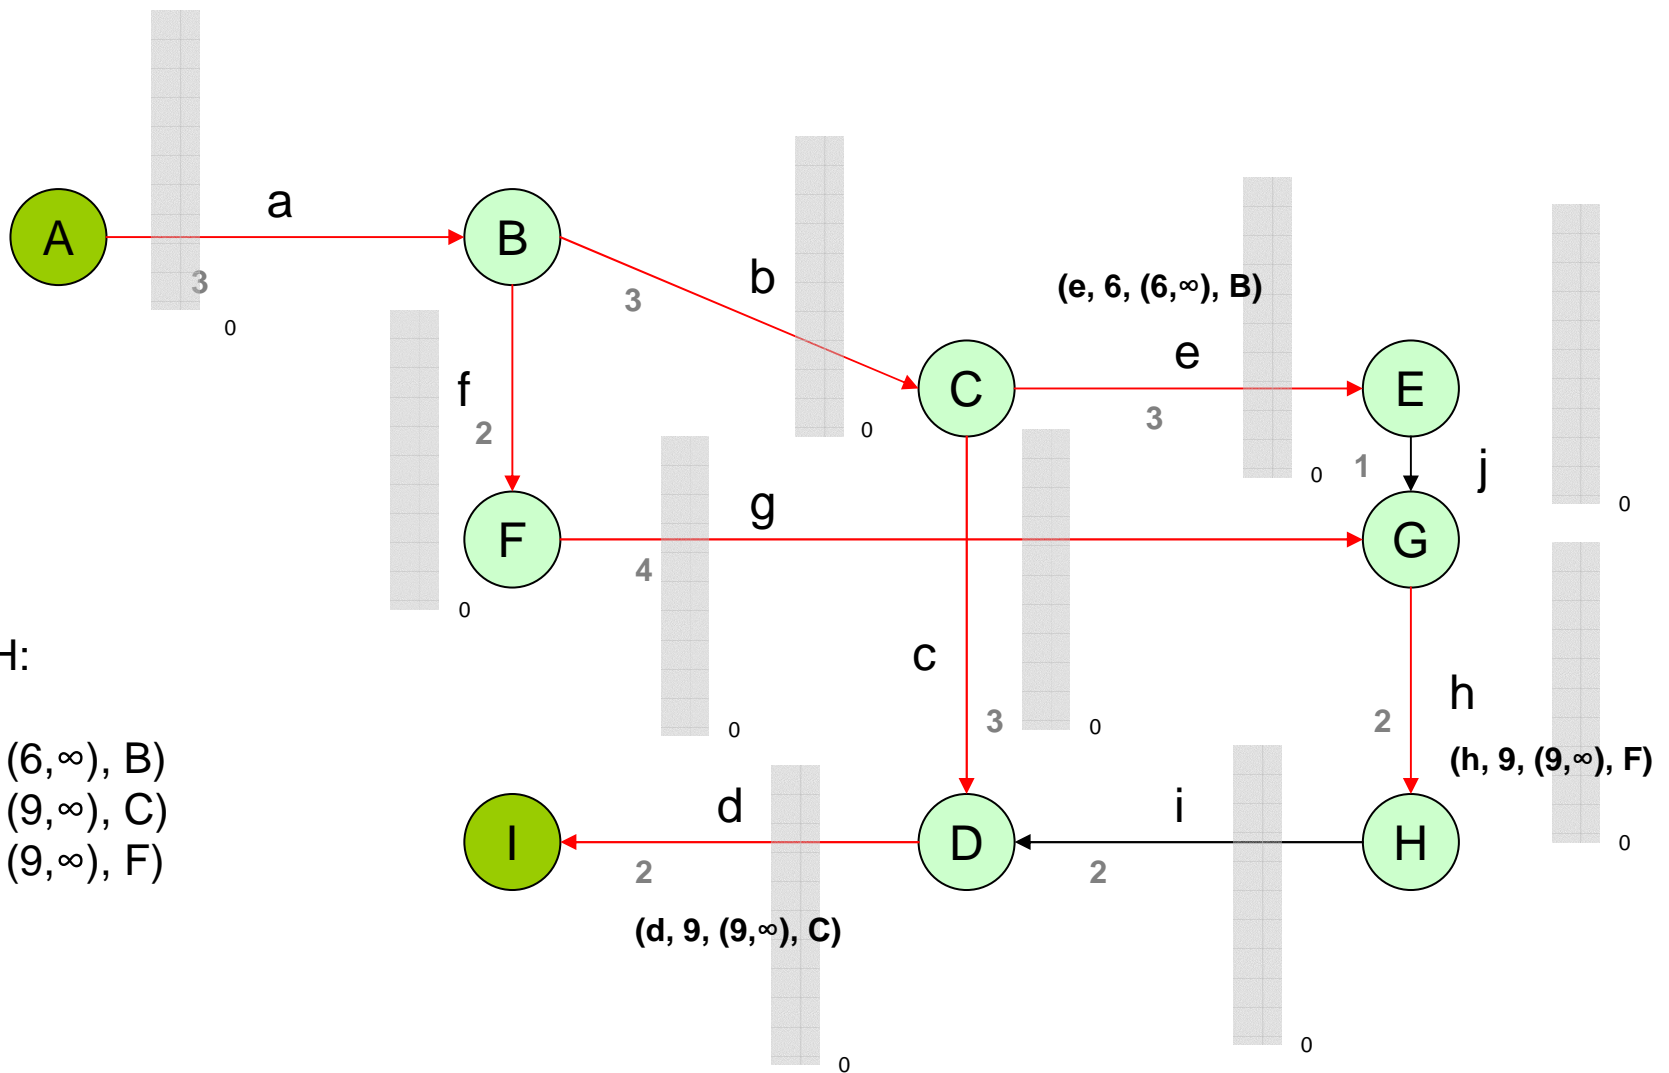 a
A
B
3
0
b
3
(e, 6, (6,∞), B)
e
C
E
3
f
2
0
0
1
j
0
g
F
G
4
0
H:
c
3
0
0
2
h
(6,∞), B)
(9,∞), C)
(9,∞), F)
(h, 9, (9,∞), F)
d
i
I
D
H
0
2
2
(d, 9, (9,∞), C)
0
0